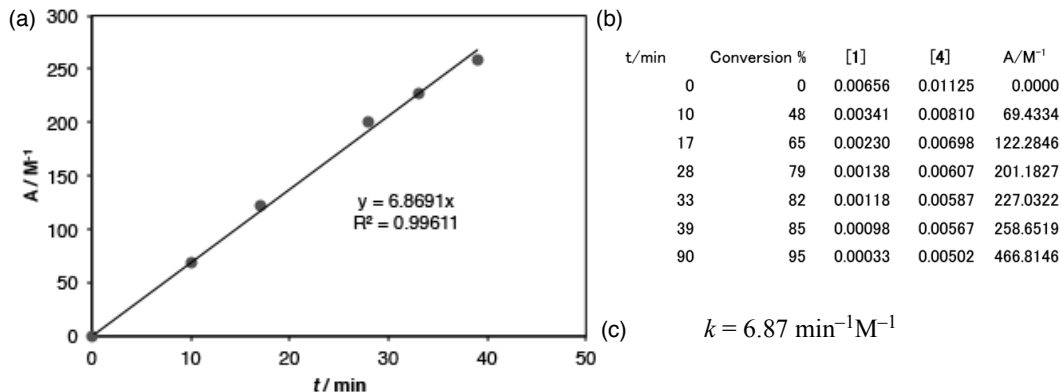 (a)
300
250
200
150
100
50
0
A / M⁻¹
y = 6.8691x
R² = 0.99611
0 10 20 30 40 50
t / min
(b)
t/min Conversion % [1] [4] A/M⁻¹
0 0 0.00656 0.01125 0.0000
10 48 0.00341 0.00810 69.4334
17 65 0.00230 0.00698 122.2846
28 79 0.00138 0.00607 201.1827
33 82 0.00118 0.00587 227.0322
39 85 0.00098 0.00567 258.6519
90 95 0.00033 0.00502 466.8146
(c) k = 6.87 min⁻¹M⁻¹